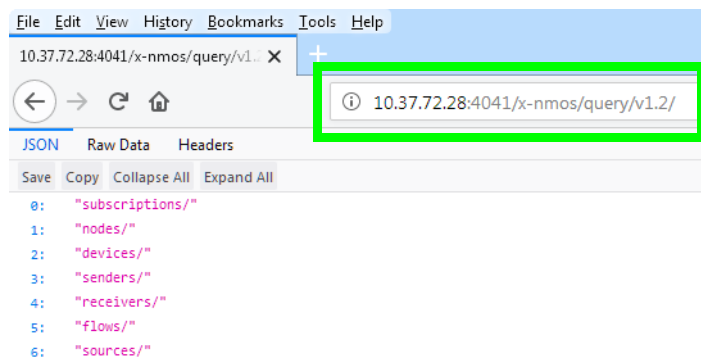 File Edit View History Bookmarks Tools Help
10.37.72.28:4041/x-nmos/query/v1.2
10.37.72.28:4041/x-nmos/query/v1.2/
JSON Raw Data Headers
Save Copy Collapse All Expand All
0: "subscriptions/"
1: "nodes/"
2: "devices/"
3: "senders/"
4: "receivers/"
5: "flows/"
6: "sources/"